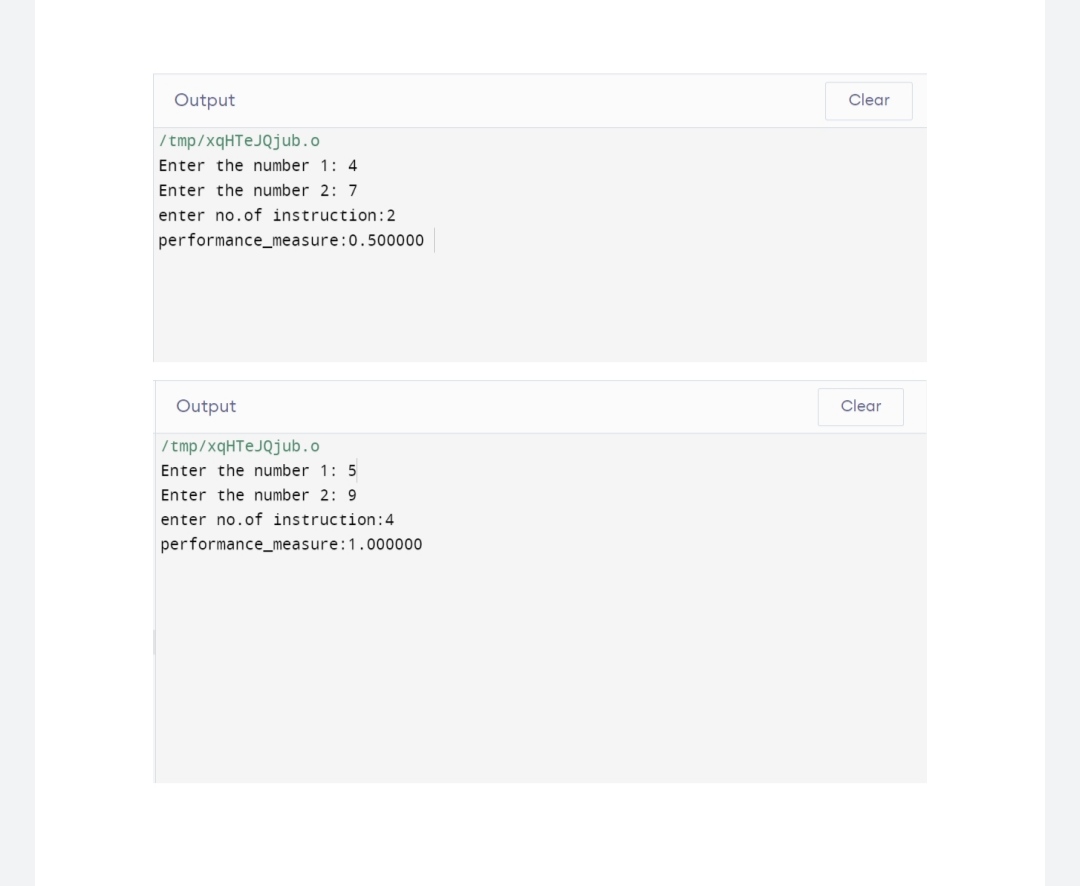 Output
Clear
/tmp/xqHTeJQjub.o
Enter the number 1: 4
Enter the number 2: 7
enter no.of instruction:2
performance_measure:0.500000
Output
Clear
/tmp/xqHTeJQjub.o
Enter the number 1: 5
Enter the number 2: 9
enter no.of instruction:4
performance_measure:1.000000